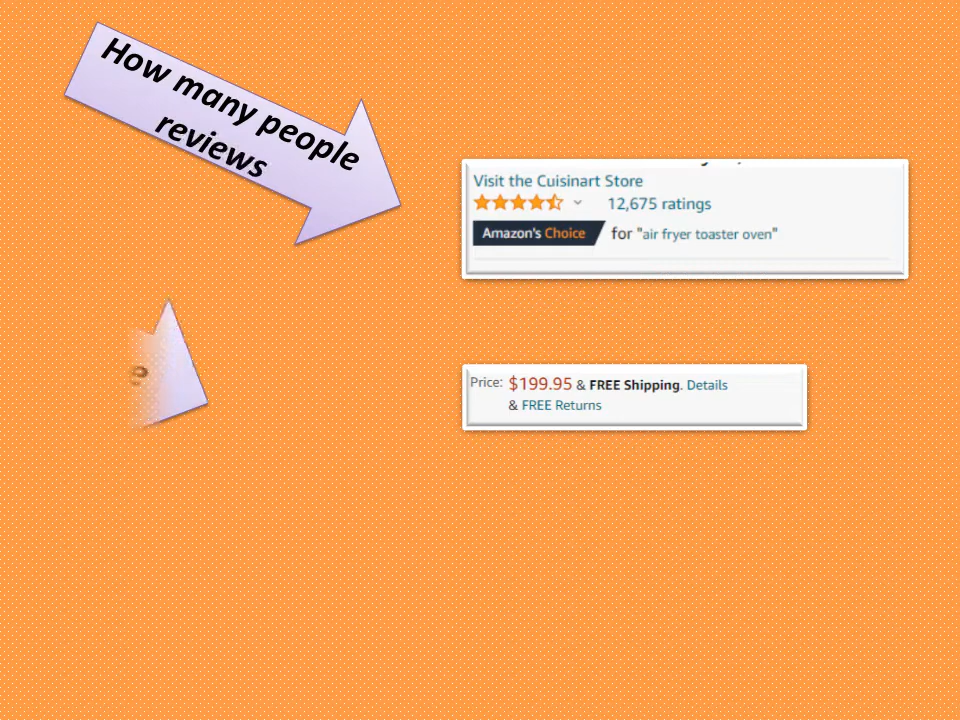 How many people
reviews
Visit the Cuisinart Store
12,675 ratings
Amazon's Choice for "air fryer toaster oven"
Price: $199.95 & FREE Shipping. Details
& FREE Returns